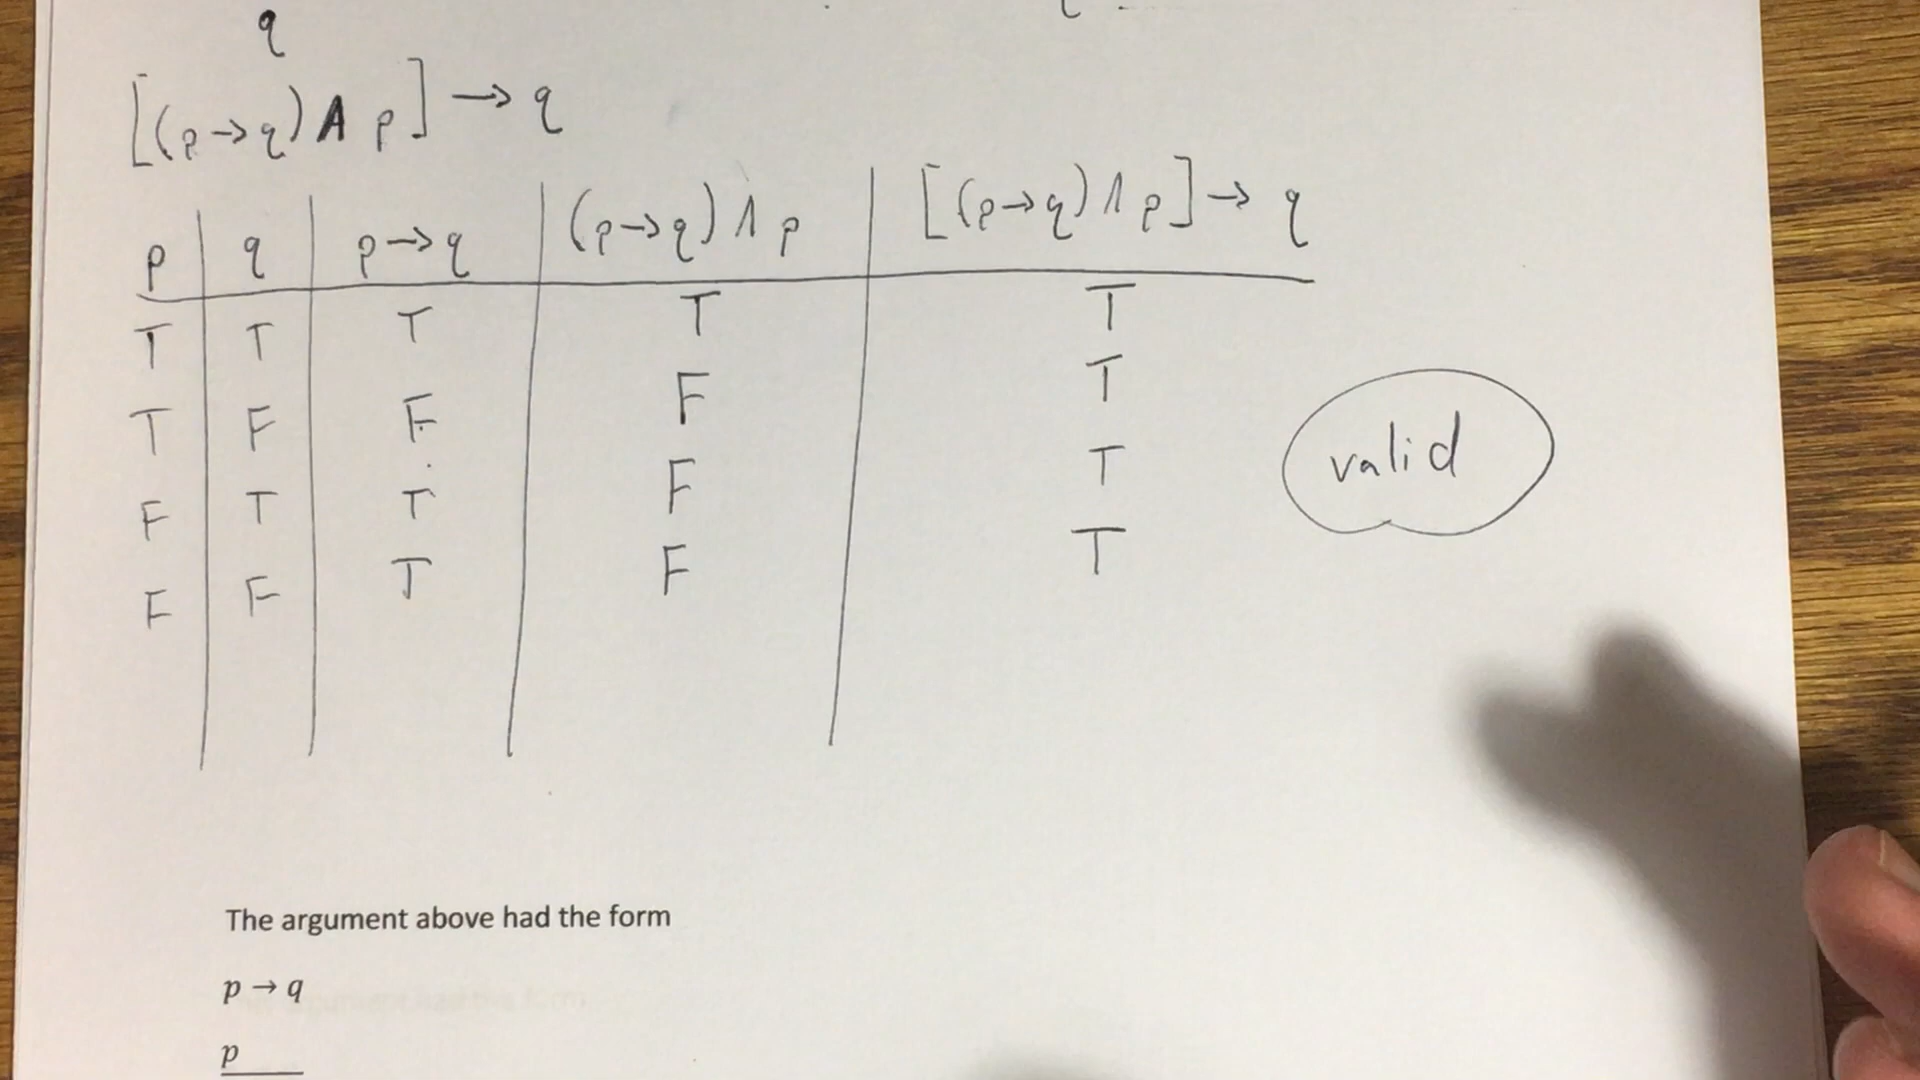 q
[(p→q) ∧ p] → q
p q p→q (p→q) ∧ p [(p→q) ∧ p] → q
T T T T T
T F F F T
F T T F T
F F T F T
valid
The argument above had the form
p → q
p